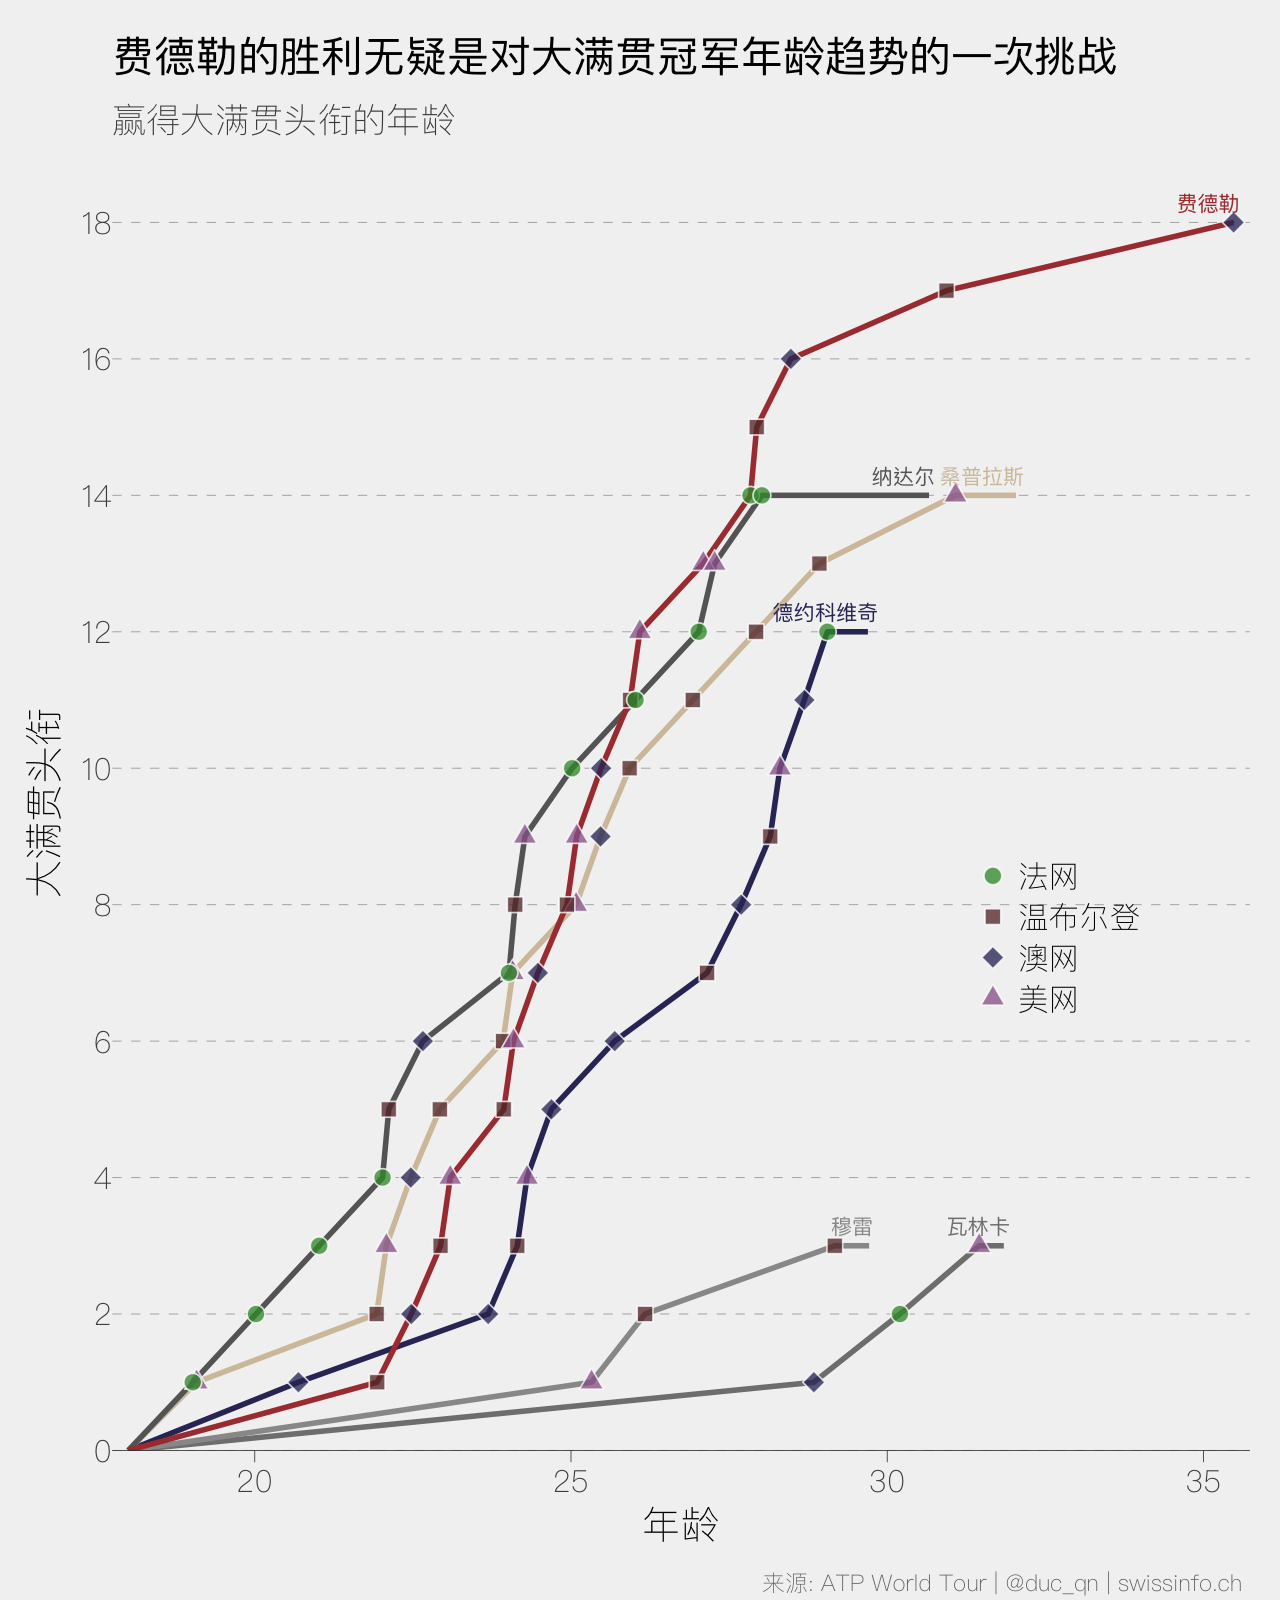 费德勒的胜利无疑是对大满贯冠军年龄趋势的一次挑战
赢得大满贯头衔的年龄
费德勒
18
16
纳达尔 桑普拉斯
14
德约科维奇
12
10
8
6
4
2
0
大满贯头衔
法网
温布尔登
澳网
美网
穆雷
瓦林卡
20 25 30 35
年龄
来源: ATP World Tour | @duc_qn | swissinfo.ch